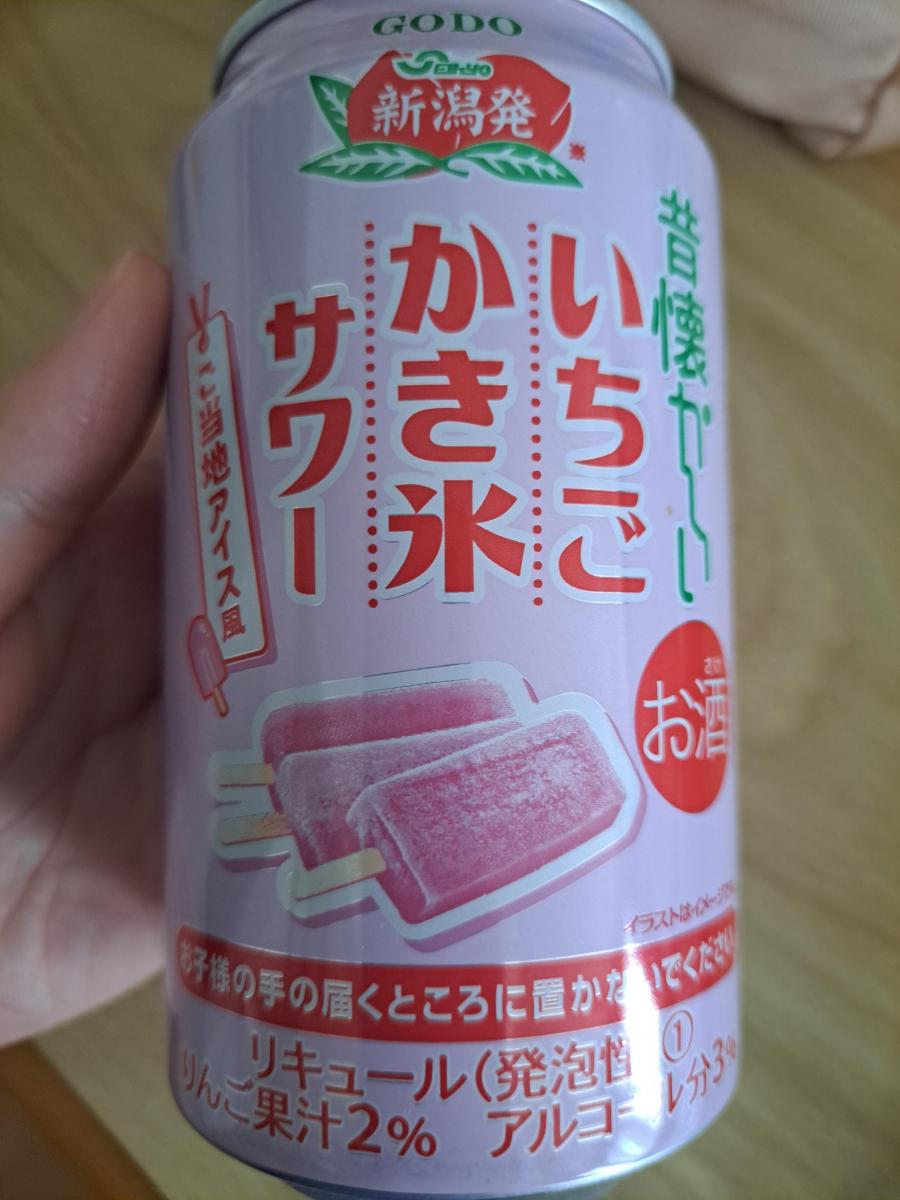 GODO
Seihyo
新潟発
※
昔懐かしい
いちご
かき氷
サワー
ご当地アイス風
さけ
お酒
イラストはイメージです。
お子様の手の届くところに置かないでください。
リキュール(発泡性)①
りんご果汁2% アルコール分3%